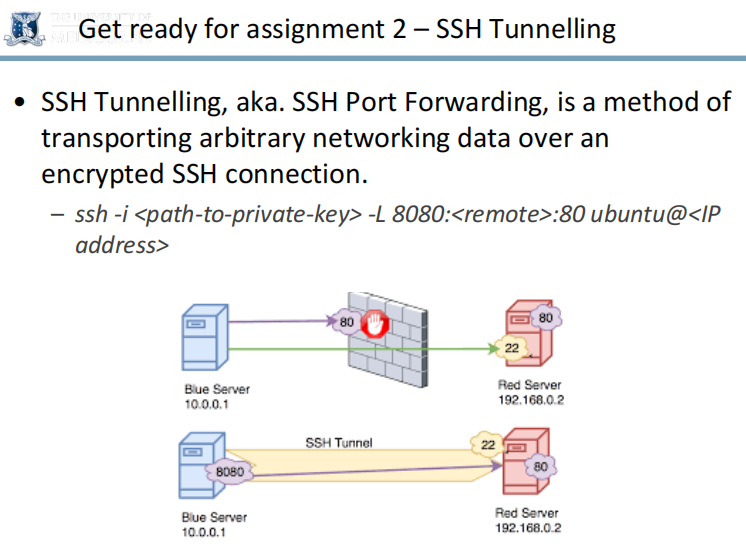 Get ready for assignment 2 – SSH Tunnelling
• SSH Tunnelling, aka. SSH Port Forwarding, is a method of
transporting arbitrary networking data over an
encrypted SSH connection.
– ssh -i <path-to-private-key> -L 8080:<remote>:80 ubuntu@<IP
address>
80
80
22
Blue Server
10.0.0.1
Red Server
192.168.0.2
SSH Tunnel
22
8080
80
Blue Server
10.0.0.1
Red Server
192.168.0.2